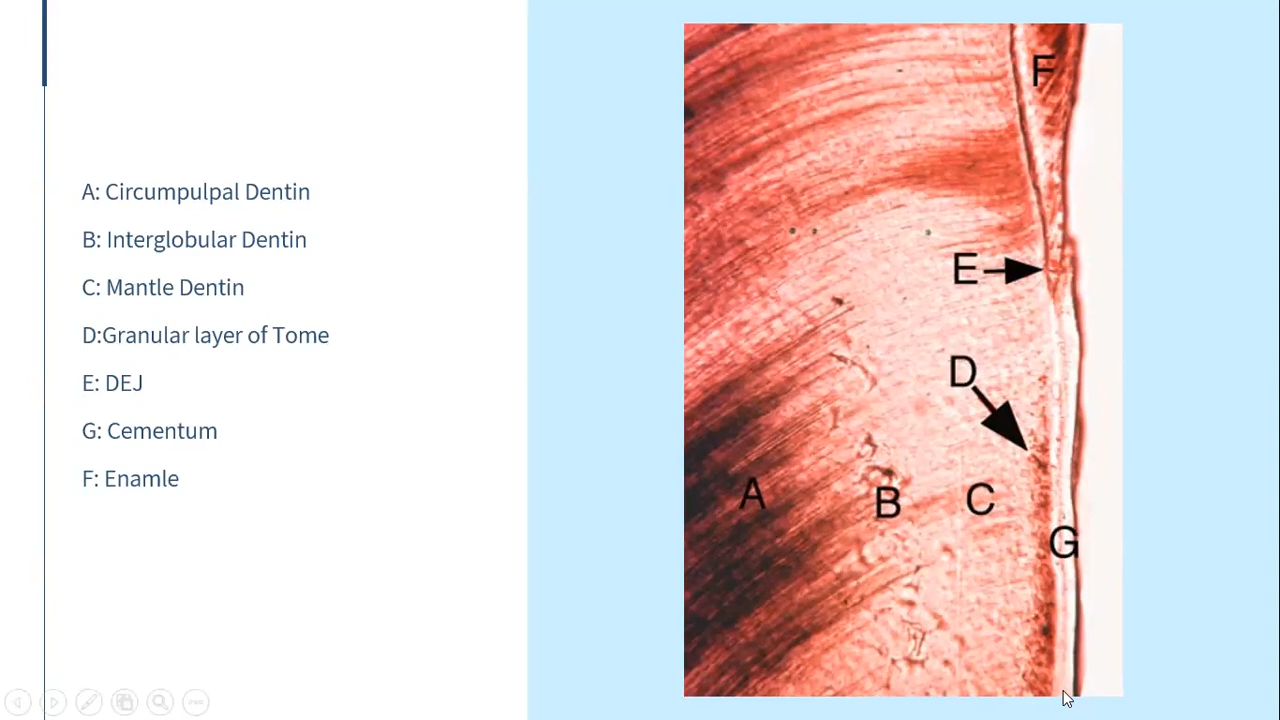 A: Circumpulpal Dentin
B: Interglobular Dentin
C: Mantle Dentin
D:Granular layer of Tome
E: DEJ
G: Cementum
F: Enamle
F
E
D
A
B
C
G